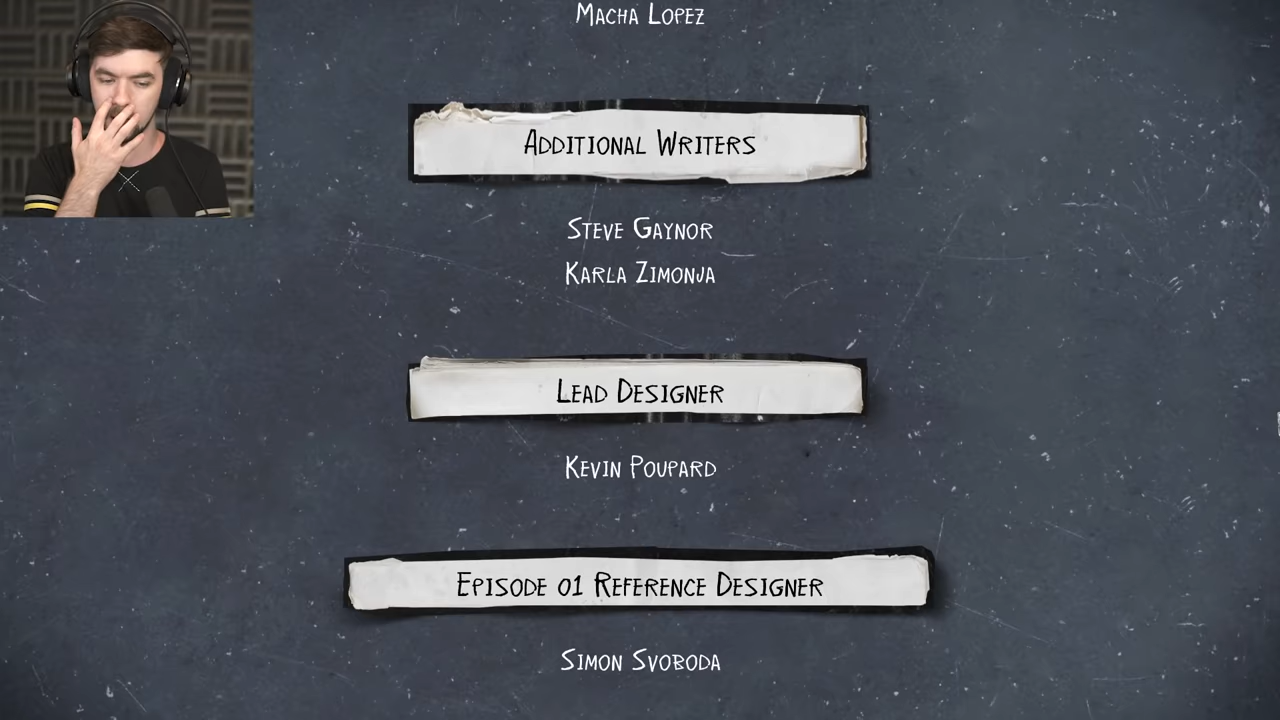 Macha Lopez
Additional Writers
Steve Gaynor
Karla Zimonja
Lead Designer
Kevin Poupard
Episode 01 Reference Designer
Simon Svoboda